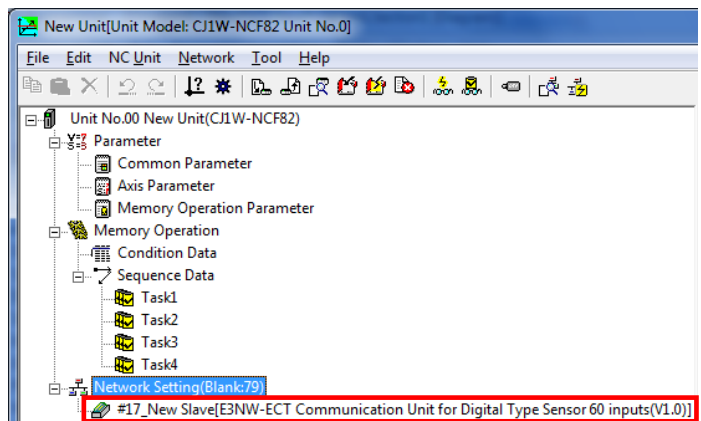 New Unit[Unit Model: CJ1W-NCF82 Unit No.0]
File Edit NC Unit Network Tool Help
Unit No.00 New Unit(CJ1W-NCF82)
Parameter
Common Parameter
Axis Parameter
Memory Operation Parameter
Memory Operation
Condition Data
Sequence Data
Task1
Task2
Task3
Task4
Network Setting(Blank:79)
#17_New Slave[E3NW-ECT Communication Unit for Digital Type Sensor 60 inputs(V1.0)]